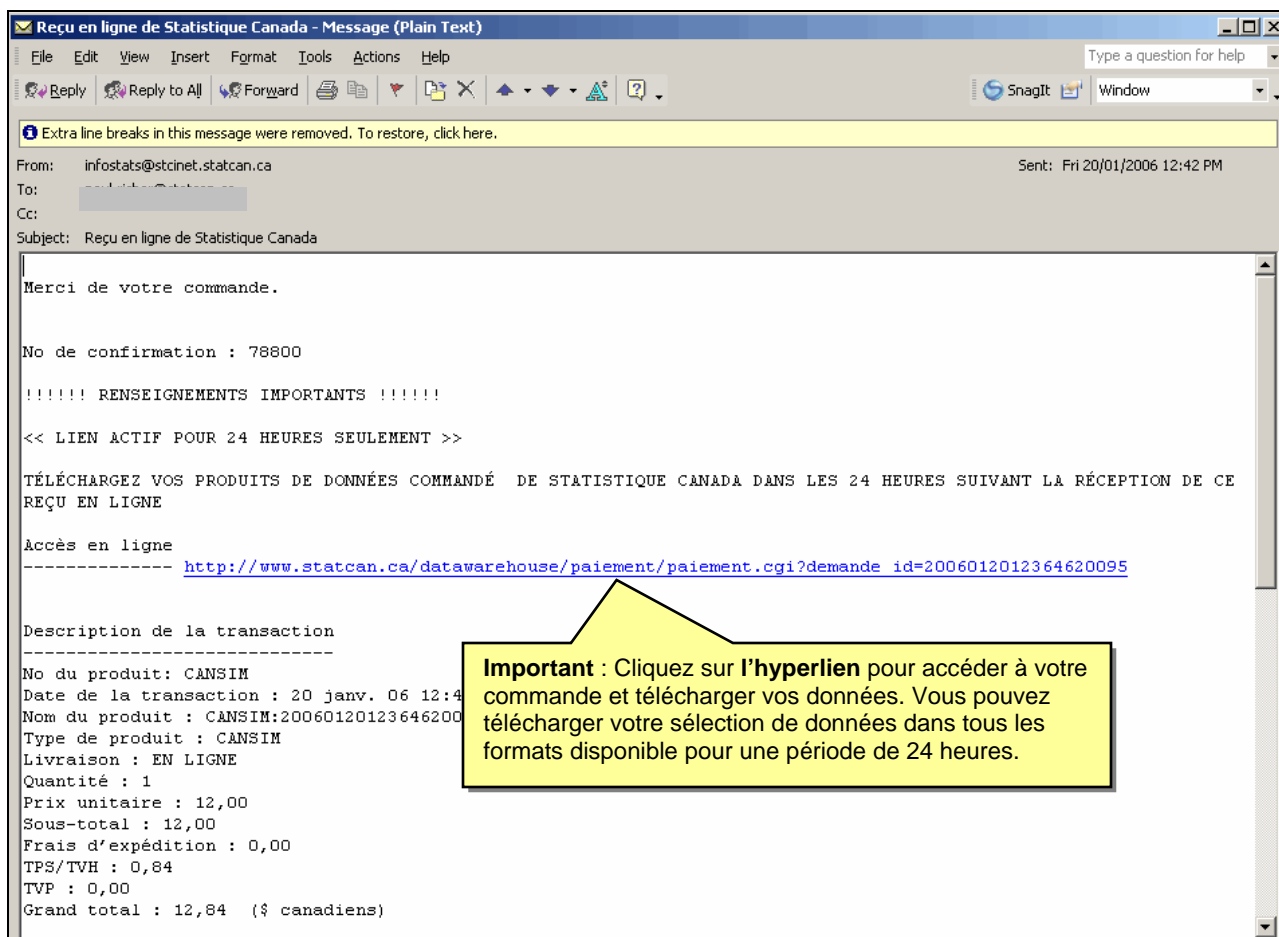 Reçu en ligne de Statistique Canada - Message (Plain Text)
File Edit View Insert Format Tools Actions Help
Type a question for help
Reply Reply to All Forward
SnagIt Window
Extra line breaks in this message were removed. To restore, click here.
From: infostats@stcinet.statcan.ca
Sent: Fri 20/01/2006 12:42 PM
To:
Cc:
Subject: Reçu en ligne de Statistique Canada
Merci de votre commande.
No de confirmation : 78800
!!!!!! RENSEIGNEMENTS IMPORTANTS !!!!!!
<< LIEN ACTIF POUR 24 HEURES SEULEMENT >>
TÉLÉCHARGEZ VOS PRODUITS DE DONNÉES COMMANDÉ DE STATISTIQUE CANADA DANS LES 24 HEURES SUIVANT LA RÉCEPTION DE CE
REÇU EN LIGNE
Accès en ligne
-------------- http://www.statcan.ca/datawarehouse/paiement/paiement.cgi?demande_id=2006012012364620095
Description de la transaction
-----------------------------
No du produit: CANSIM
Date de la transaction : 20 janv. 06 12:4
Nom du produit : CANSIM:20060120123646200
Type de produit : CANSIM
Livraison : EN LIGNE
Quantité : 1
Prix unitaire : 12,00
Sous-total : 12,00
Frais d'expédition : 0,00
TPS/TVH : 0,84
TVP : 0,00
Grand total : 12,84 ($ canadiens)
Important : Cliquez sur l'hyperlien pour accéder à votre
commande et télécharger vos données. Vous pouvez
télécharger votre sélection de données dans tous les
formats disponible pour une période de 24 heures.